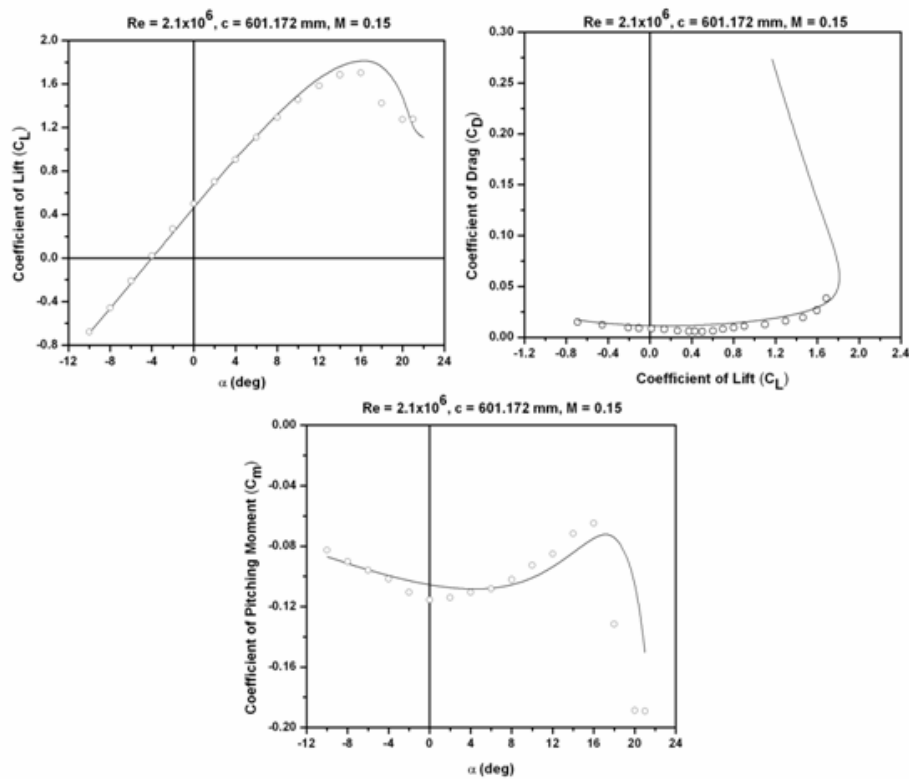 Re = 2.1x10^6, c = 601.172 mm, M = 0.15
Coefficient of Lift (C_L)
2.0
1.6
1.2
0.8
0.4
0.0
-0.4
-0.8
-12 -8 -4 0 4 8 12 16 20 24
α (deg)
Re = 2.1x10^6, c = 601.172 mm, M = 0.15
Coefficient of Drag (C_D)
0.30
0.25
0.20
0.15
0.10
0.05
0.00
-1.2 -0.8 -0.4 0.0 0.4 0.8 1.2 1.6 2.0 2.4
Coefficient of Lift (C_L)
Re = 2.1x10^6, c = 601.172 mm, M = 0.15
Coefficient of Pitching Moment (C_m)
0.00
-0.04
-0.08
-0.12
-0.16
-0.20
-12 -8 -4 0 4 8 12 16 20 24
α (deg)